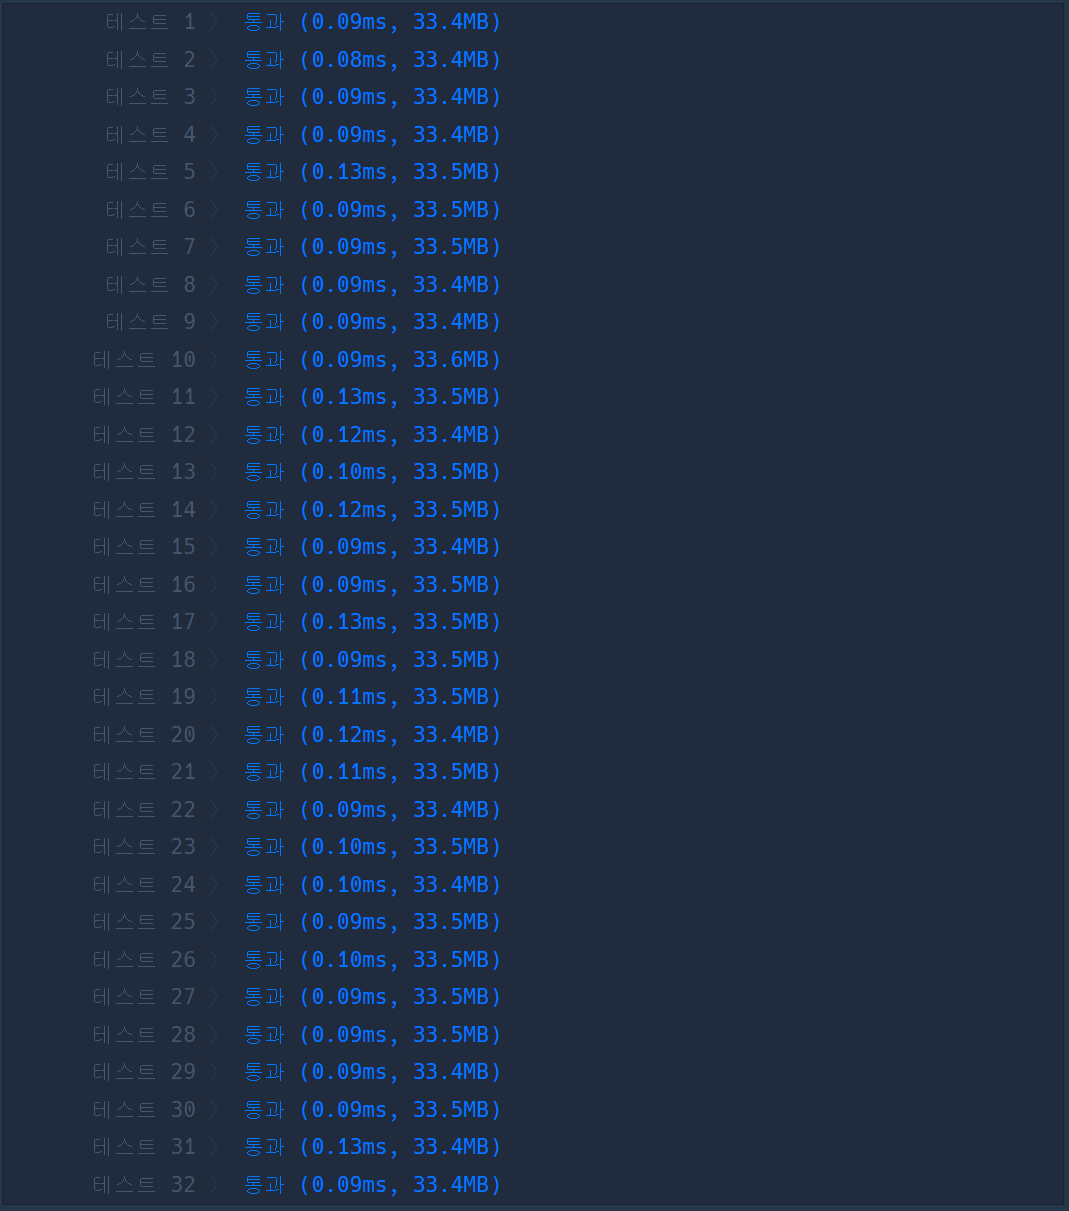 테스트 1 〉 통과 (0.09ms, 33.4MB)
테스트 2 〉 통과 (0.08ms, 33.4MB)
테스트 3 〉 통과 (0.09ms, 33.4MB)
테스트 4 〉 통과 (0.09ms, 33.4MB)
테스트 5 〉 통과 (0.13ms, 33.5MB)
테스트 6 〉 통과 (0.09ms, 33.5MB)
테스트 7 〉 통과 (0.09ms, 33.5MB)
테스트 8 〉 통과 (0.09ms, 33.4MB)
테스트 9 〉 통과 (0.09ms, 33.4MB)
테스트 10 〉 통과 (0.09ms, 33.6MB)
테스트 11 〉 통과 (0.13ms, 33.5MB)
테스트 12 〉 통과 (0.12ms, 33.4MB)
테스트 13 〉 통과 (0.10ms, 33.5MB)
테스트 14 〉 통과 (0.12ms, 33.5MB)
테스트 15 〉 통과 (0.09ms, 33.4MB)
테스트 16 〉 통과 (0.09ms, 33.5MB)
테스트 17 〉 통과 (0.13ms, 33.5MB)
테스트 18 〉 통과 (0.09ms, 33.5MB)
테스트 19 〉 통과 (0.11ms, 33.5MB)
테스트 20 〉 통과 (0.12ms, 33.4MB)
테스트 21 〉 통과 (0.11ms, 33.5MB)
테스트 22 〉 통과 (0.09ms, 33.4MB)
테스트 23 〉 통과 (0.10ms, 33.5MB)
테스트 24 〉 통과 (0.10ms, 33.4MB)
테스트 25 〉 통과 (0.09ms, 33.5MB)
테스트 26 〉 통과 (0.10ms, 33.5MB)
테스트 27 〉 통과 (0.09ms, 33.5MB)
테스트 28 〉 통과 (0.09ms, 33.5MB)
테스트 29 〉 통과 (0.09ms, 33.4MB)
테스트 30 〉 통과 (0.09ms, 33.5MB)
테스트 31 〉 통과 (0.13ms, 33.4MB)
테스트 32 〉 통과 (0.09ms, 33.4MB)